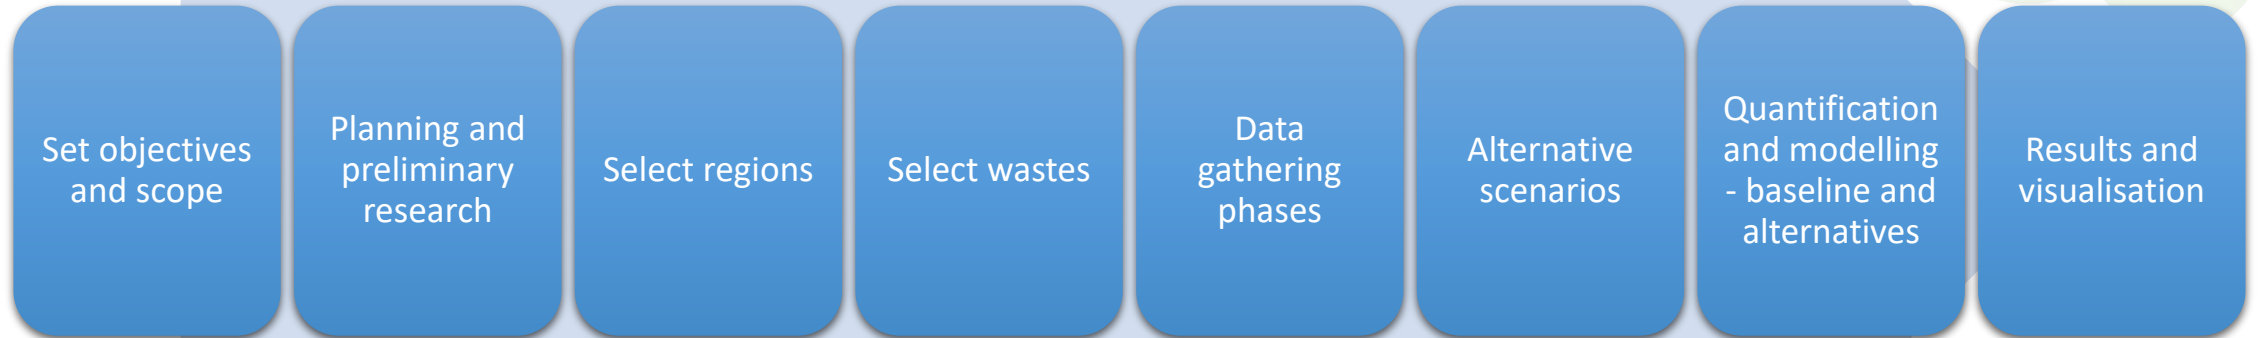 Set objectives
and scope
Planning and
preliminary
research
Select regions
Select wastes
Data
gathering
phases
Alternative
scenarios
Quantification
and modelling
- baseline and
alternatives
Results and
visualisation